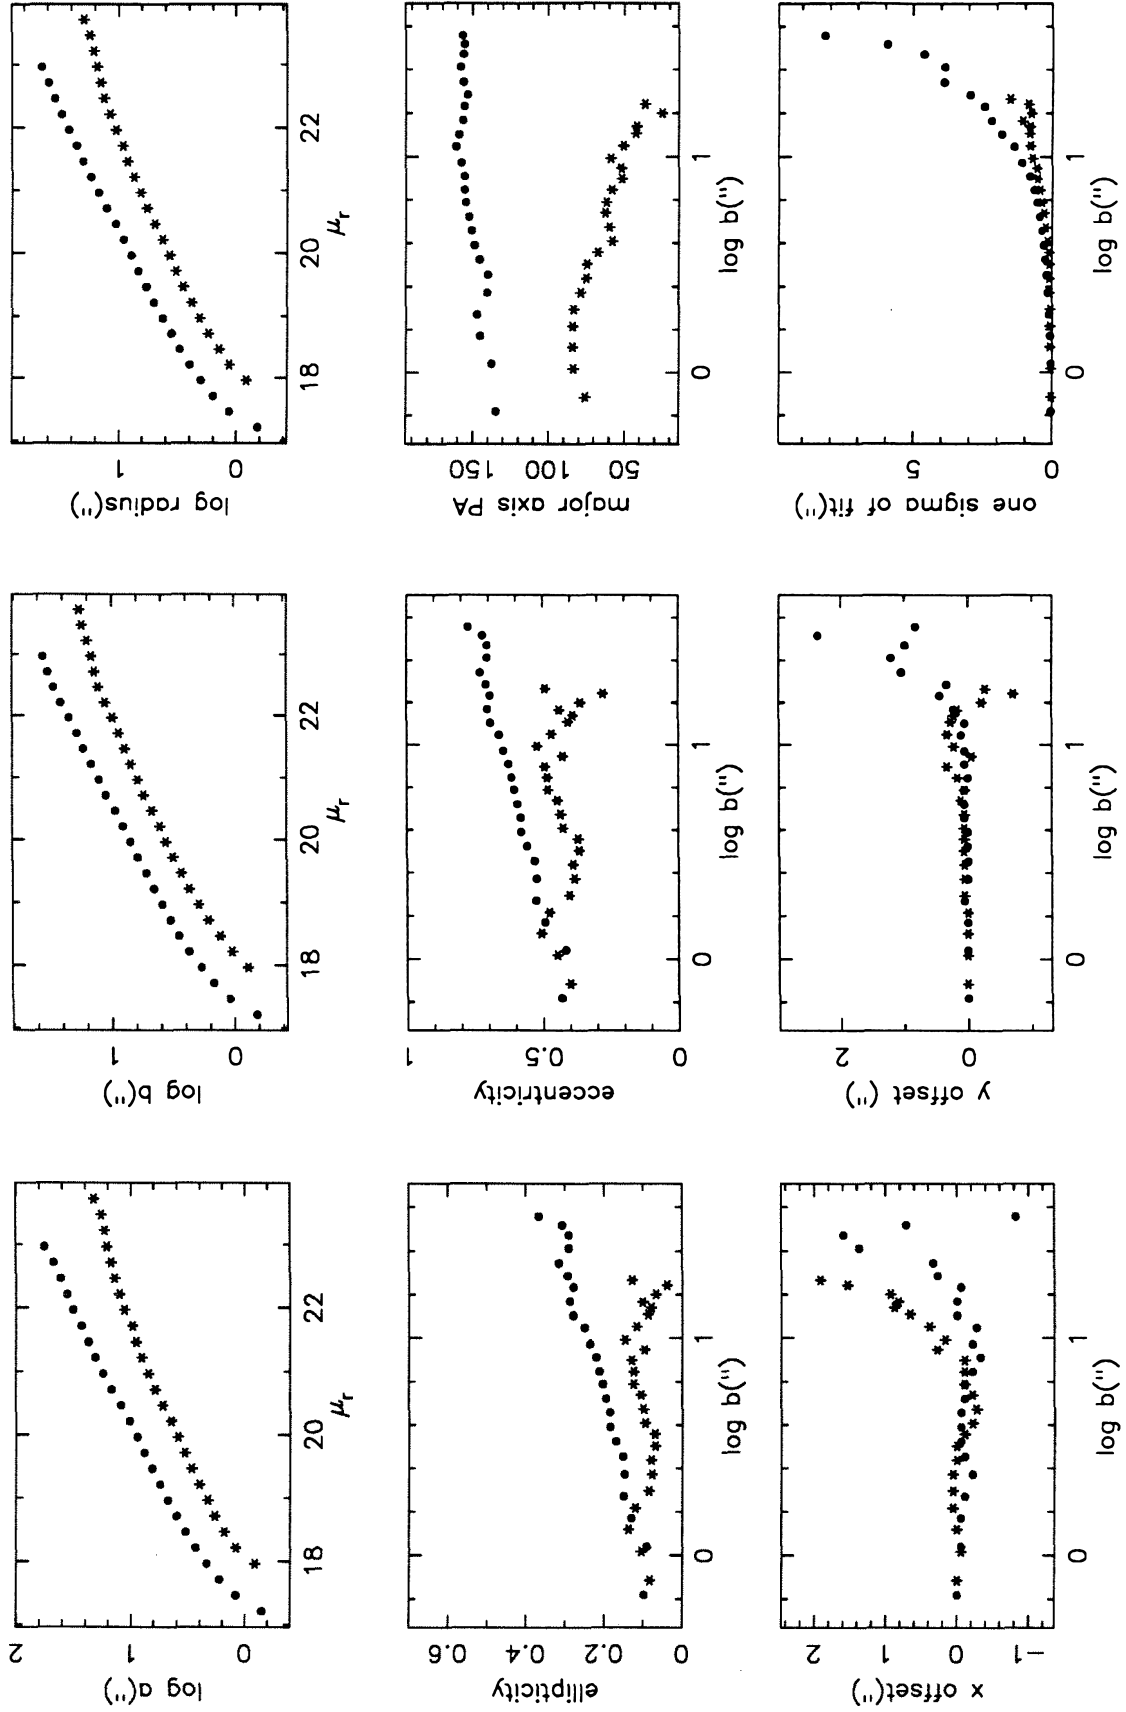 log a(")
2
1
0
18
20
22
μr
log b(")
1
0
18
20
22
μr
log radius(")
1
0
18
20
22
μr
ellipticity
0.6
0.4
0.2
0
0
1
log b(")
eccentricity
1
0.5
0
0
1
log b(")
major axis PA
150
100
50
0
1
log b(")
x offset(")
2
1
0
−1
0
1
log b(")
y offset (")
2
0
0
1
log b(")
one sigma of fit(")
5
0
0
1
log b(")